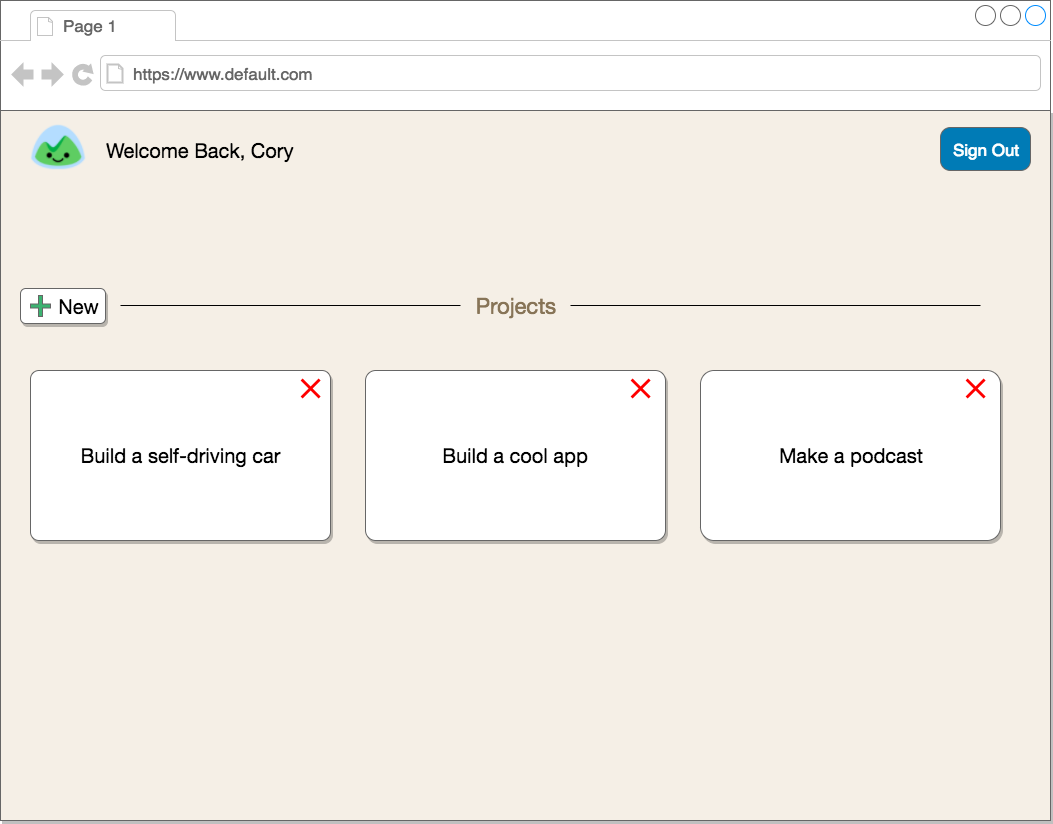 Page 1
https://www.default.com
Welcome Back, Cory
Sign Out
New
Projects
Build a self-driving car
Build a cool app
Make a podcast